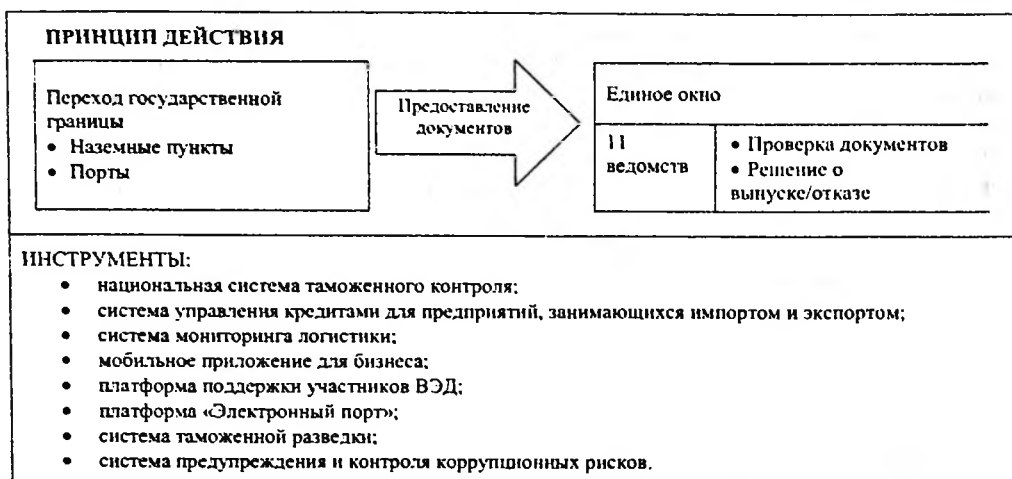 ПРИНЦИП ДЕЙСТВИЯ
Переход государственной
границы
• Наземные пункты
• Порты
Предоставление
документов
Единое окно
11
ведомств
• Проверка документов
• Решение о
выпуске/отказе
ИНСТРУМЕНТЫ:
• национальная система таможенного контроля;
• система управления кредитами для предприятий, занимающихся импортом и экспортом;
• система мониторинга логистики;
• мобильное приложение для бизнеса;
• платформа поддержки участников ВЭД;
• платформа «Электронный порт»;
• система таможенной разведки;
• система предупреждения и контроля коррупционных рисков.